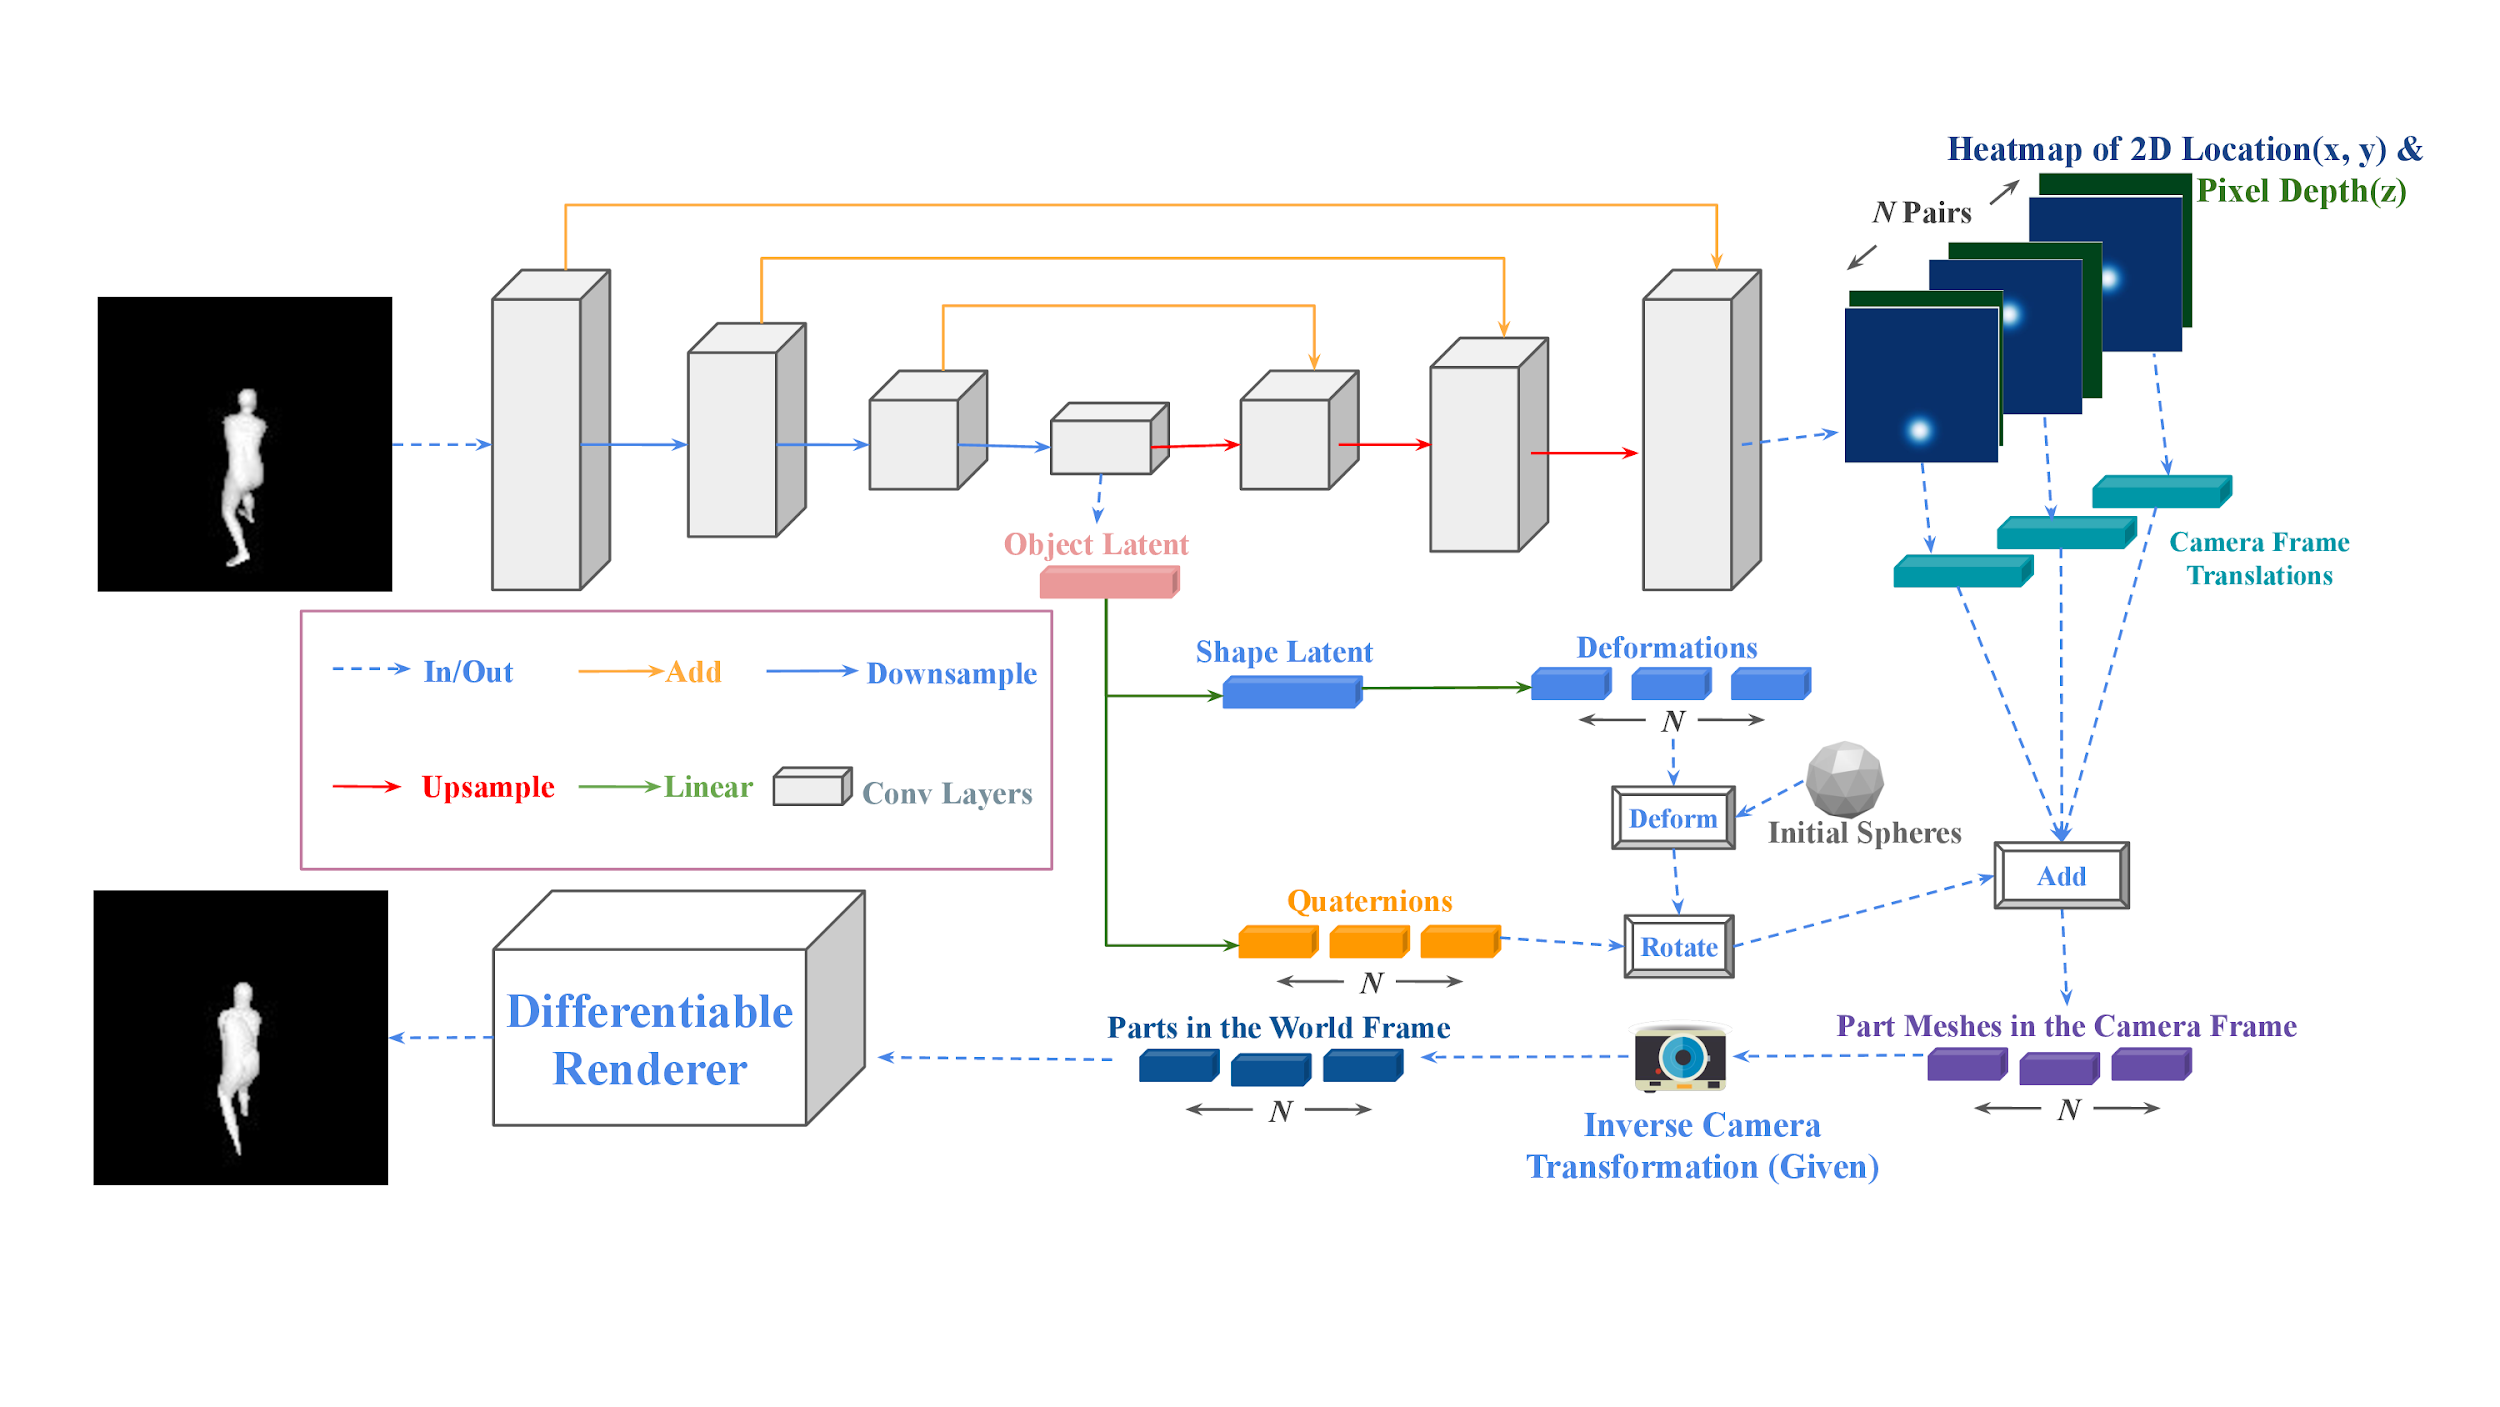 Heatmap of 2D Location(x, y) &
Pixel Depth(z)
N Pairs
Object Latent
Camera Frame
Translations
Shape Latent
Deformations
N
In/Out
Add
Downsample
Upsample
Linear
Conv Layers
Deform
Initial Spheres
Add
Quaternions
Rotate
N
Differentiable
Renderer
Parts in the World Frame
N
Part Meshes in the Camera Frame
N
Inverse Camera
Transformation (Given)